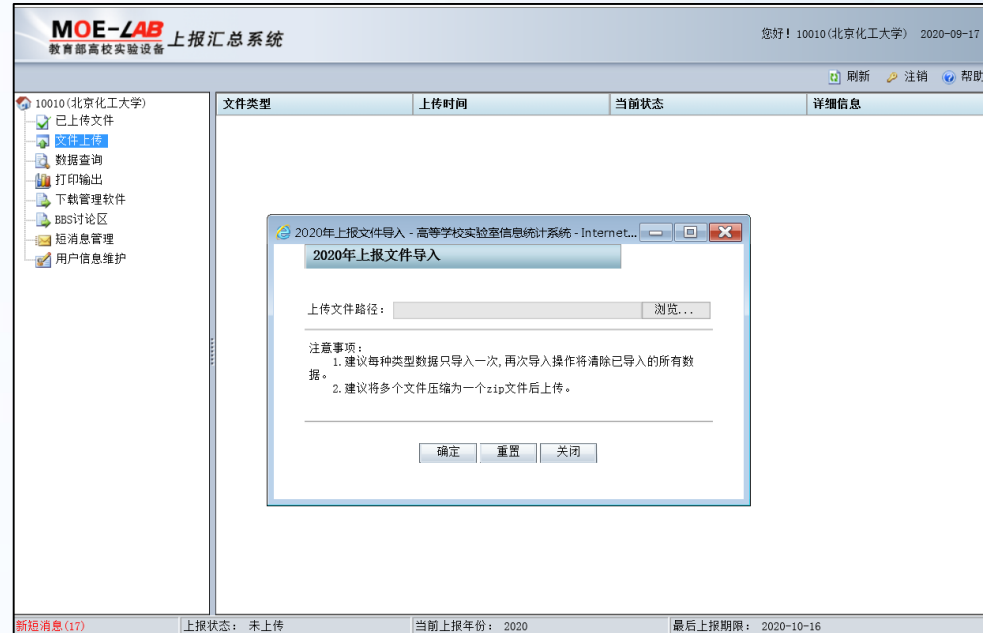 MOE-LAB
教育部高校实验设备 上报汇总系统
您好！10010(北京化工大学) 2020-09-17
刷新 注销 帮助
10010(北京化工大学)
已上传文件
文件上传
数据查询
打印输出
下载管理软件
BBS讨论区
短消息管理
用户信息维护
文件类型 上传时间 当前状态 详细信息
2020年上报文件导入 - 高等学校实验室信息统计系统 - Internet...
2020年上报文件导入
上传文件路径： 浏览...
注意事项：
1.建议每种类型数据只导入一次,再次导入操作将清除已导入的所有数
据。
2.建议将多个文件压缩为一个zip文件后上传。
确定 重置 关闭
新短消息(17) 上报状态： 未上传 当前上报年份： 2020 最后上报期限： 2020-10-16